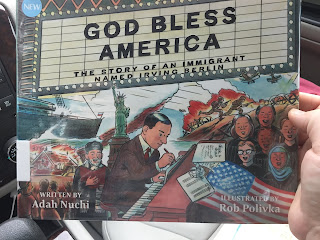 NEW
GOD BLESS
AMERICA
THE STORY OF AN IMMIGRANT
NAMED IRVING BERLIN
WRITTEN BY
Adah Nuchi
ILLUSTRATED BY
Rob Polivka